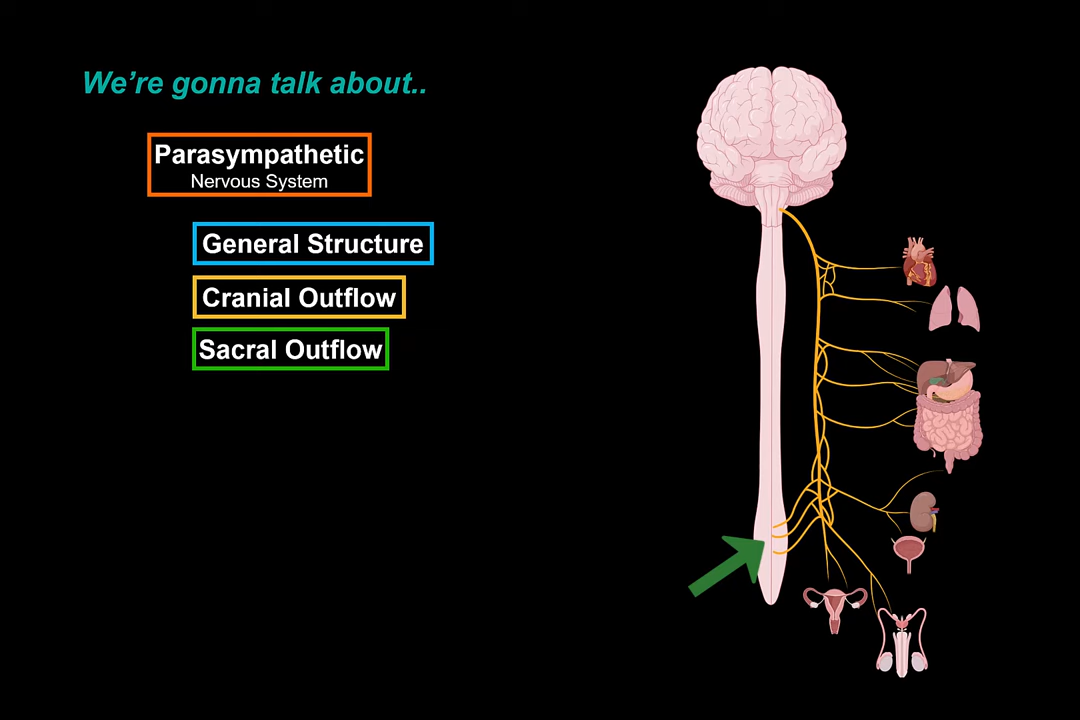 We're gonna talk about..
Parasympathetic
Nervous System
General Structure
Cranial Outflow
Sacral Outflow